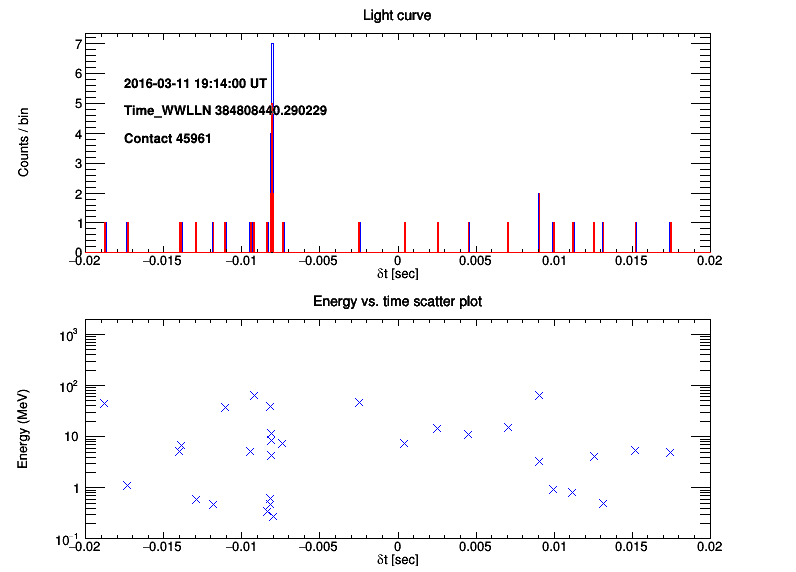 Light curve
Counts / bin
7
6
5
4
3
2
1
0
2016-03-11 19:14:00 UT
Time_WWLLN 384808440.290229
Contact 45961
−0.02 −0.015 −0.01 −0.005 0 0.005 0.01 0.015 0.02
δt [sec]
Energy vs. time scatter plot
Energy (MeV)
10³
10²
10
1
10⁻¹
−0.02 −0.015 −0.01 −0.005 0 0.005 0.01 0.015 0.02
δt [sec]